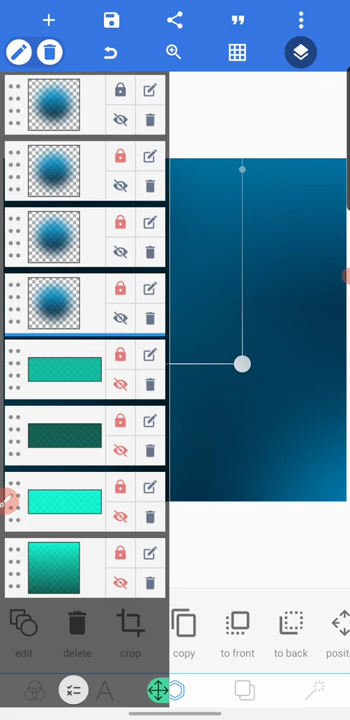 edit
delete
crop
copy
to front
to back
positi